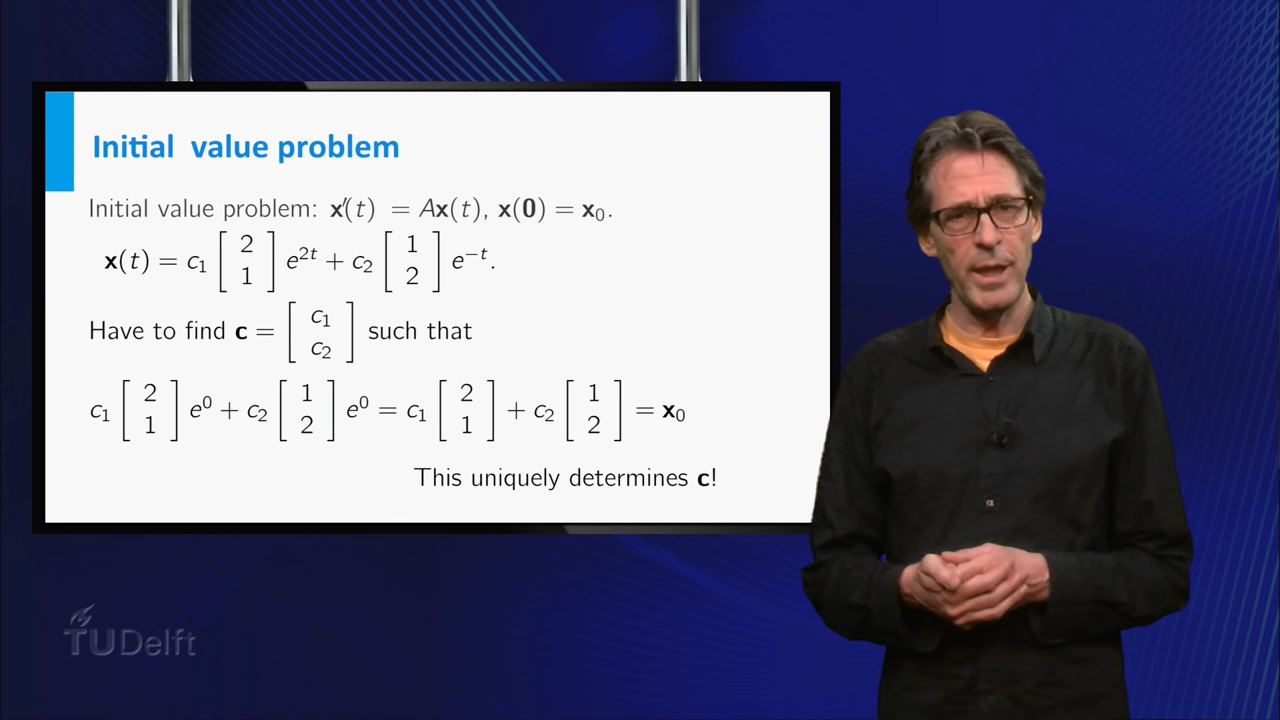 Initial value problem
Initial value problem: x′(t) = Ax(t), x(0) = x₀.
x(t) = c₁ [ 2 1 ] e²ᵗ + c₂ [ 1 2 ] e⁻ᵗ.
Have to find c = [ c₁ c₂ ] such that
c₁ [ 2 1 ] e⁰ + c₂ [ 1 2 ] e⁰ = c₁ [ 2 1 ] + c₂ [ 1 2 ] = x₀
This uniquely determines c!
TUDelft